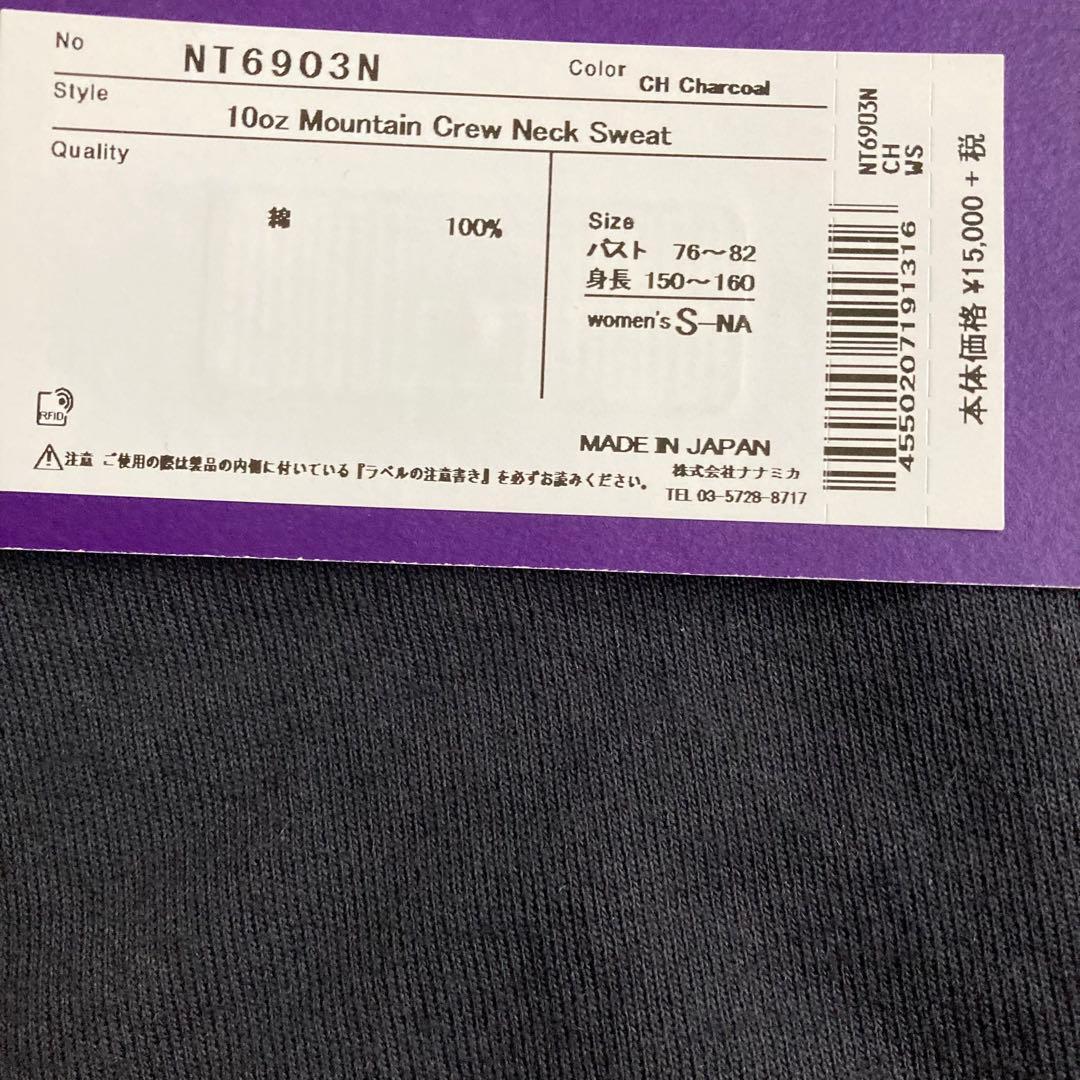 No NT6903N Color CH Charcoal
Style 10oz Mountain Crew Neck Sweat
Quality
綿 100%
Size
バスト 76～82
身長 150～160
women's S-NA
RFID
MADE IN JAPAN
注意 ご使用の際は製品の内側に付いている『ラベルの注意書き』を必ずお読みください。
株式会社ナナミカ
TEL 03-5728-8717
NT6903N
CH
WS
4550207191316
本体価格 ¥15,000 + 税